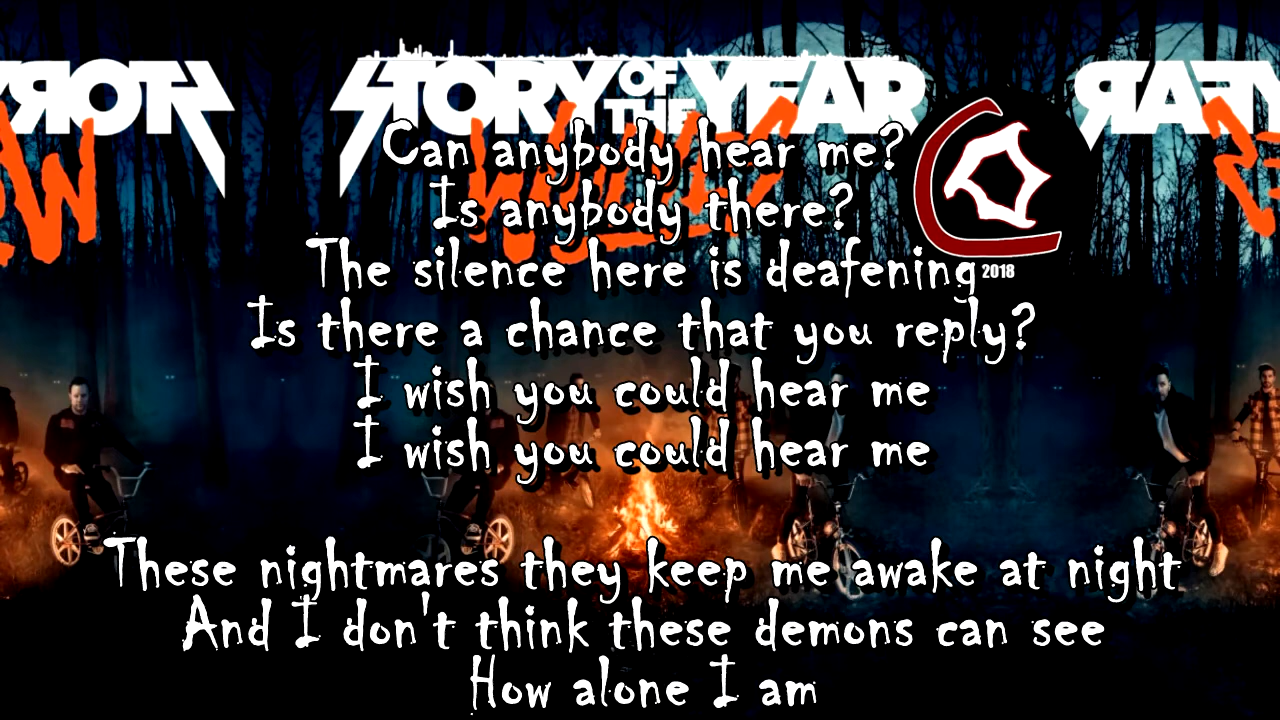 STORY OF THE YEAR
Can anybody hear me?
Is anybody there?
The silence here is deafening
2018
Is there a chance that you reply?
I wish you could hear me
I wish you could hear me
These nightmares they keep me awake at night
And I don't think these demons can see
How alone I am